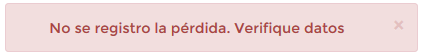 No se registro la pérdida. Verifique datos ×